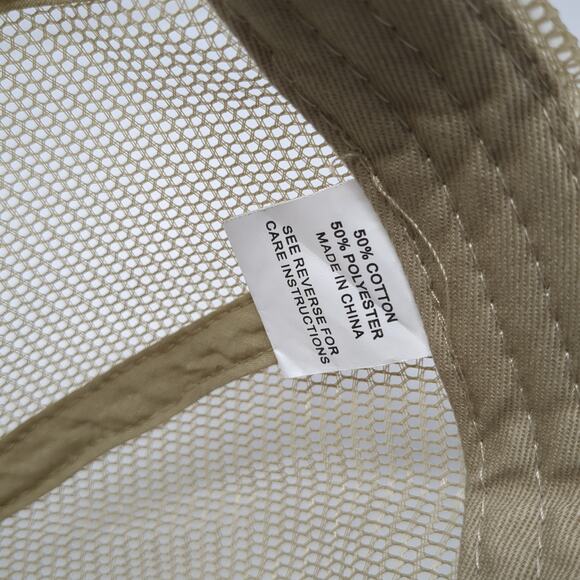 50% COTTON
50% POLYESTER
MADE IN CHINA
SEE REVERSE FOR
CARE INSTRUCTIONS